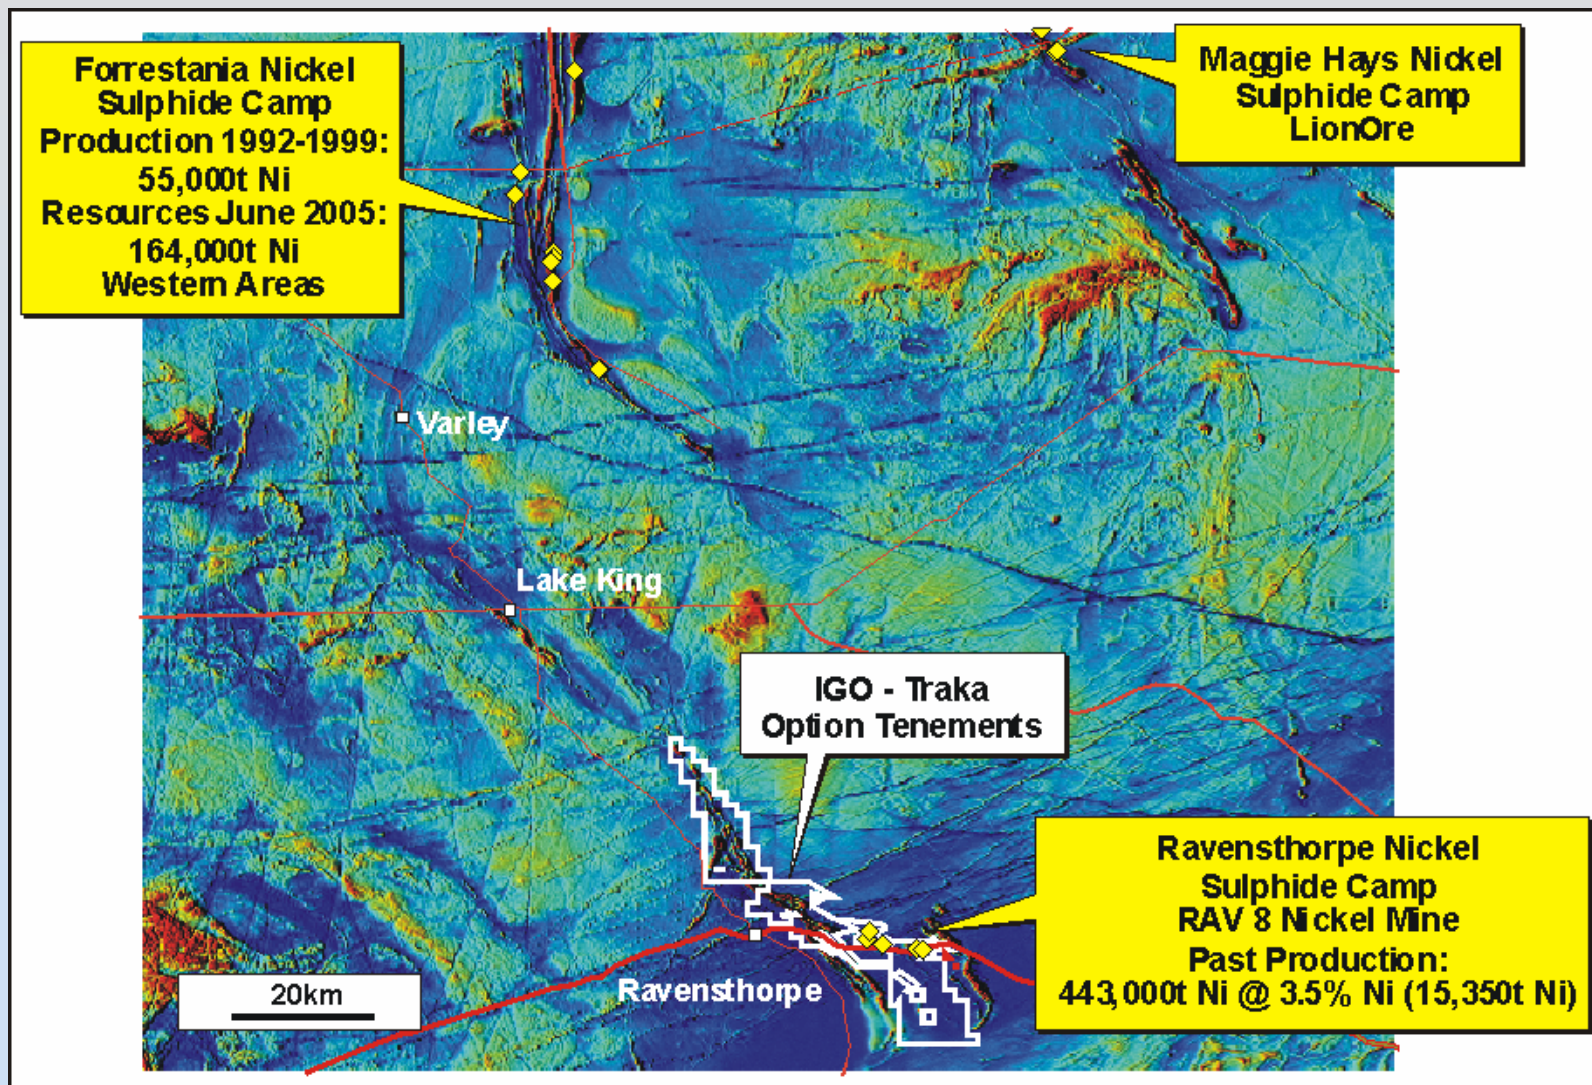 Forrestania Nickel
Sulphide Camp
Production 1992-1999:
55,000t Ni
Resources June 2005:
164,000t Ni
Western Areas
Maggie Hays Nickel
Sulphide Camp
LionOre
Varley
Lake King
IGO - Traka
Option Tenements
Ravensthorpe Nickel
Sulphide Camp
RAV 8 Nickel Mine
Past Production:
443,000t Ni @ 3.5% Ni (15,350t Ni)
Ravensthorpe
20km